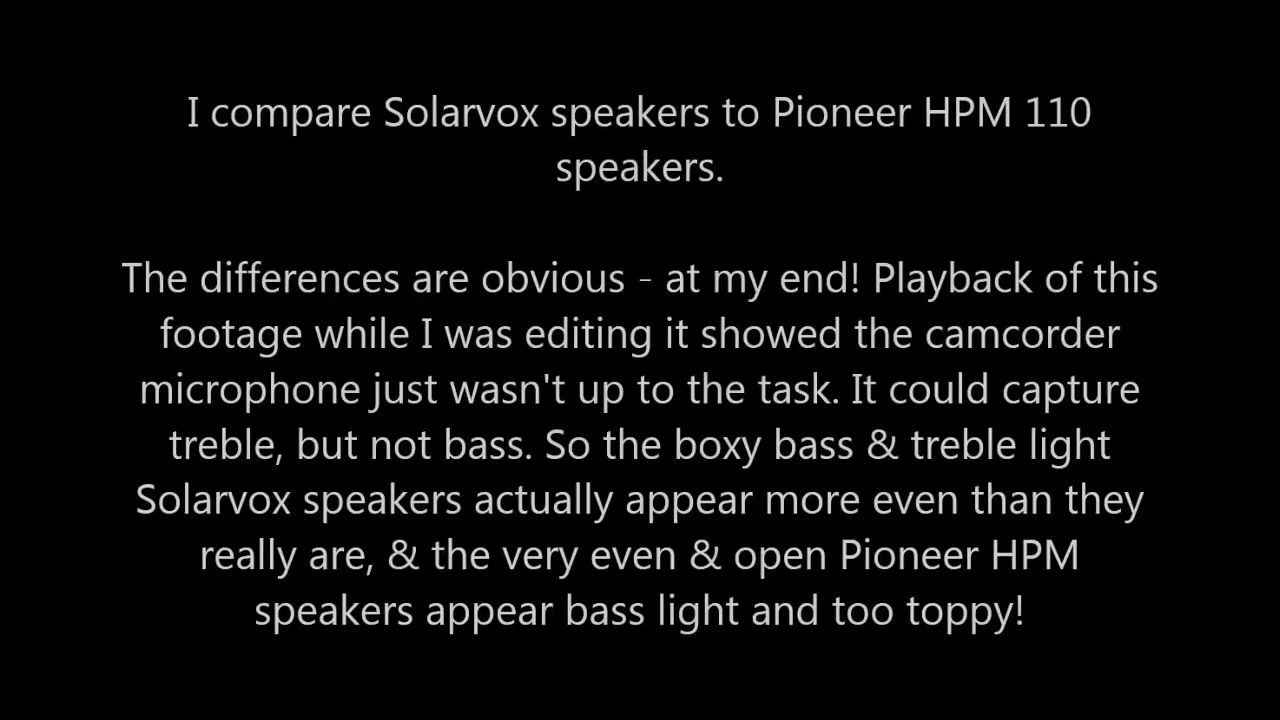 I compare Solarvox speakers to Pioneer HPM 110
speakers.
The differences are obvious - at my end! Playback of this
footage while I was editing it showed the camcorder
microphone just wasn't up to the task. It could capture
treble, but not bass. So the boxy bass & treble light
Solarvox speakers actually appear more even than they
really are, & the very even & open Pioneer HPM
speakers appear bass light and too toppy!